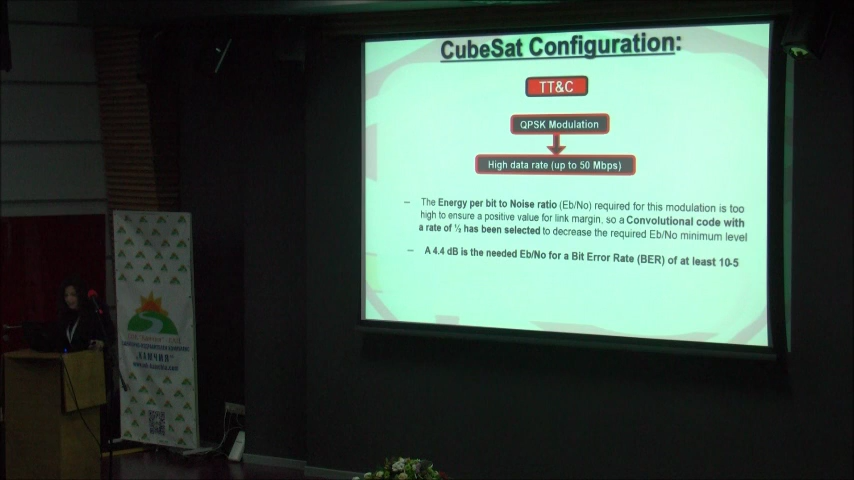 CubeSat Configuration:
TT&C
QPSK Modulation
High data rate (up to 50 Mbps)
– The Energy per bit to Noise ratio (Eb/No) required for this modulation is too
high to ensure a positive value for link margin, so a Convolutional code with
a rate of ½ has been selected to decrease the required Eb/No minimum level
– A 4.4 dB is the needed Eb/No for a Bit Error Rate (BER) of at least 10-5
"КАМЧИЯ"